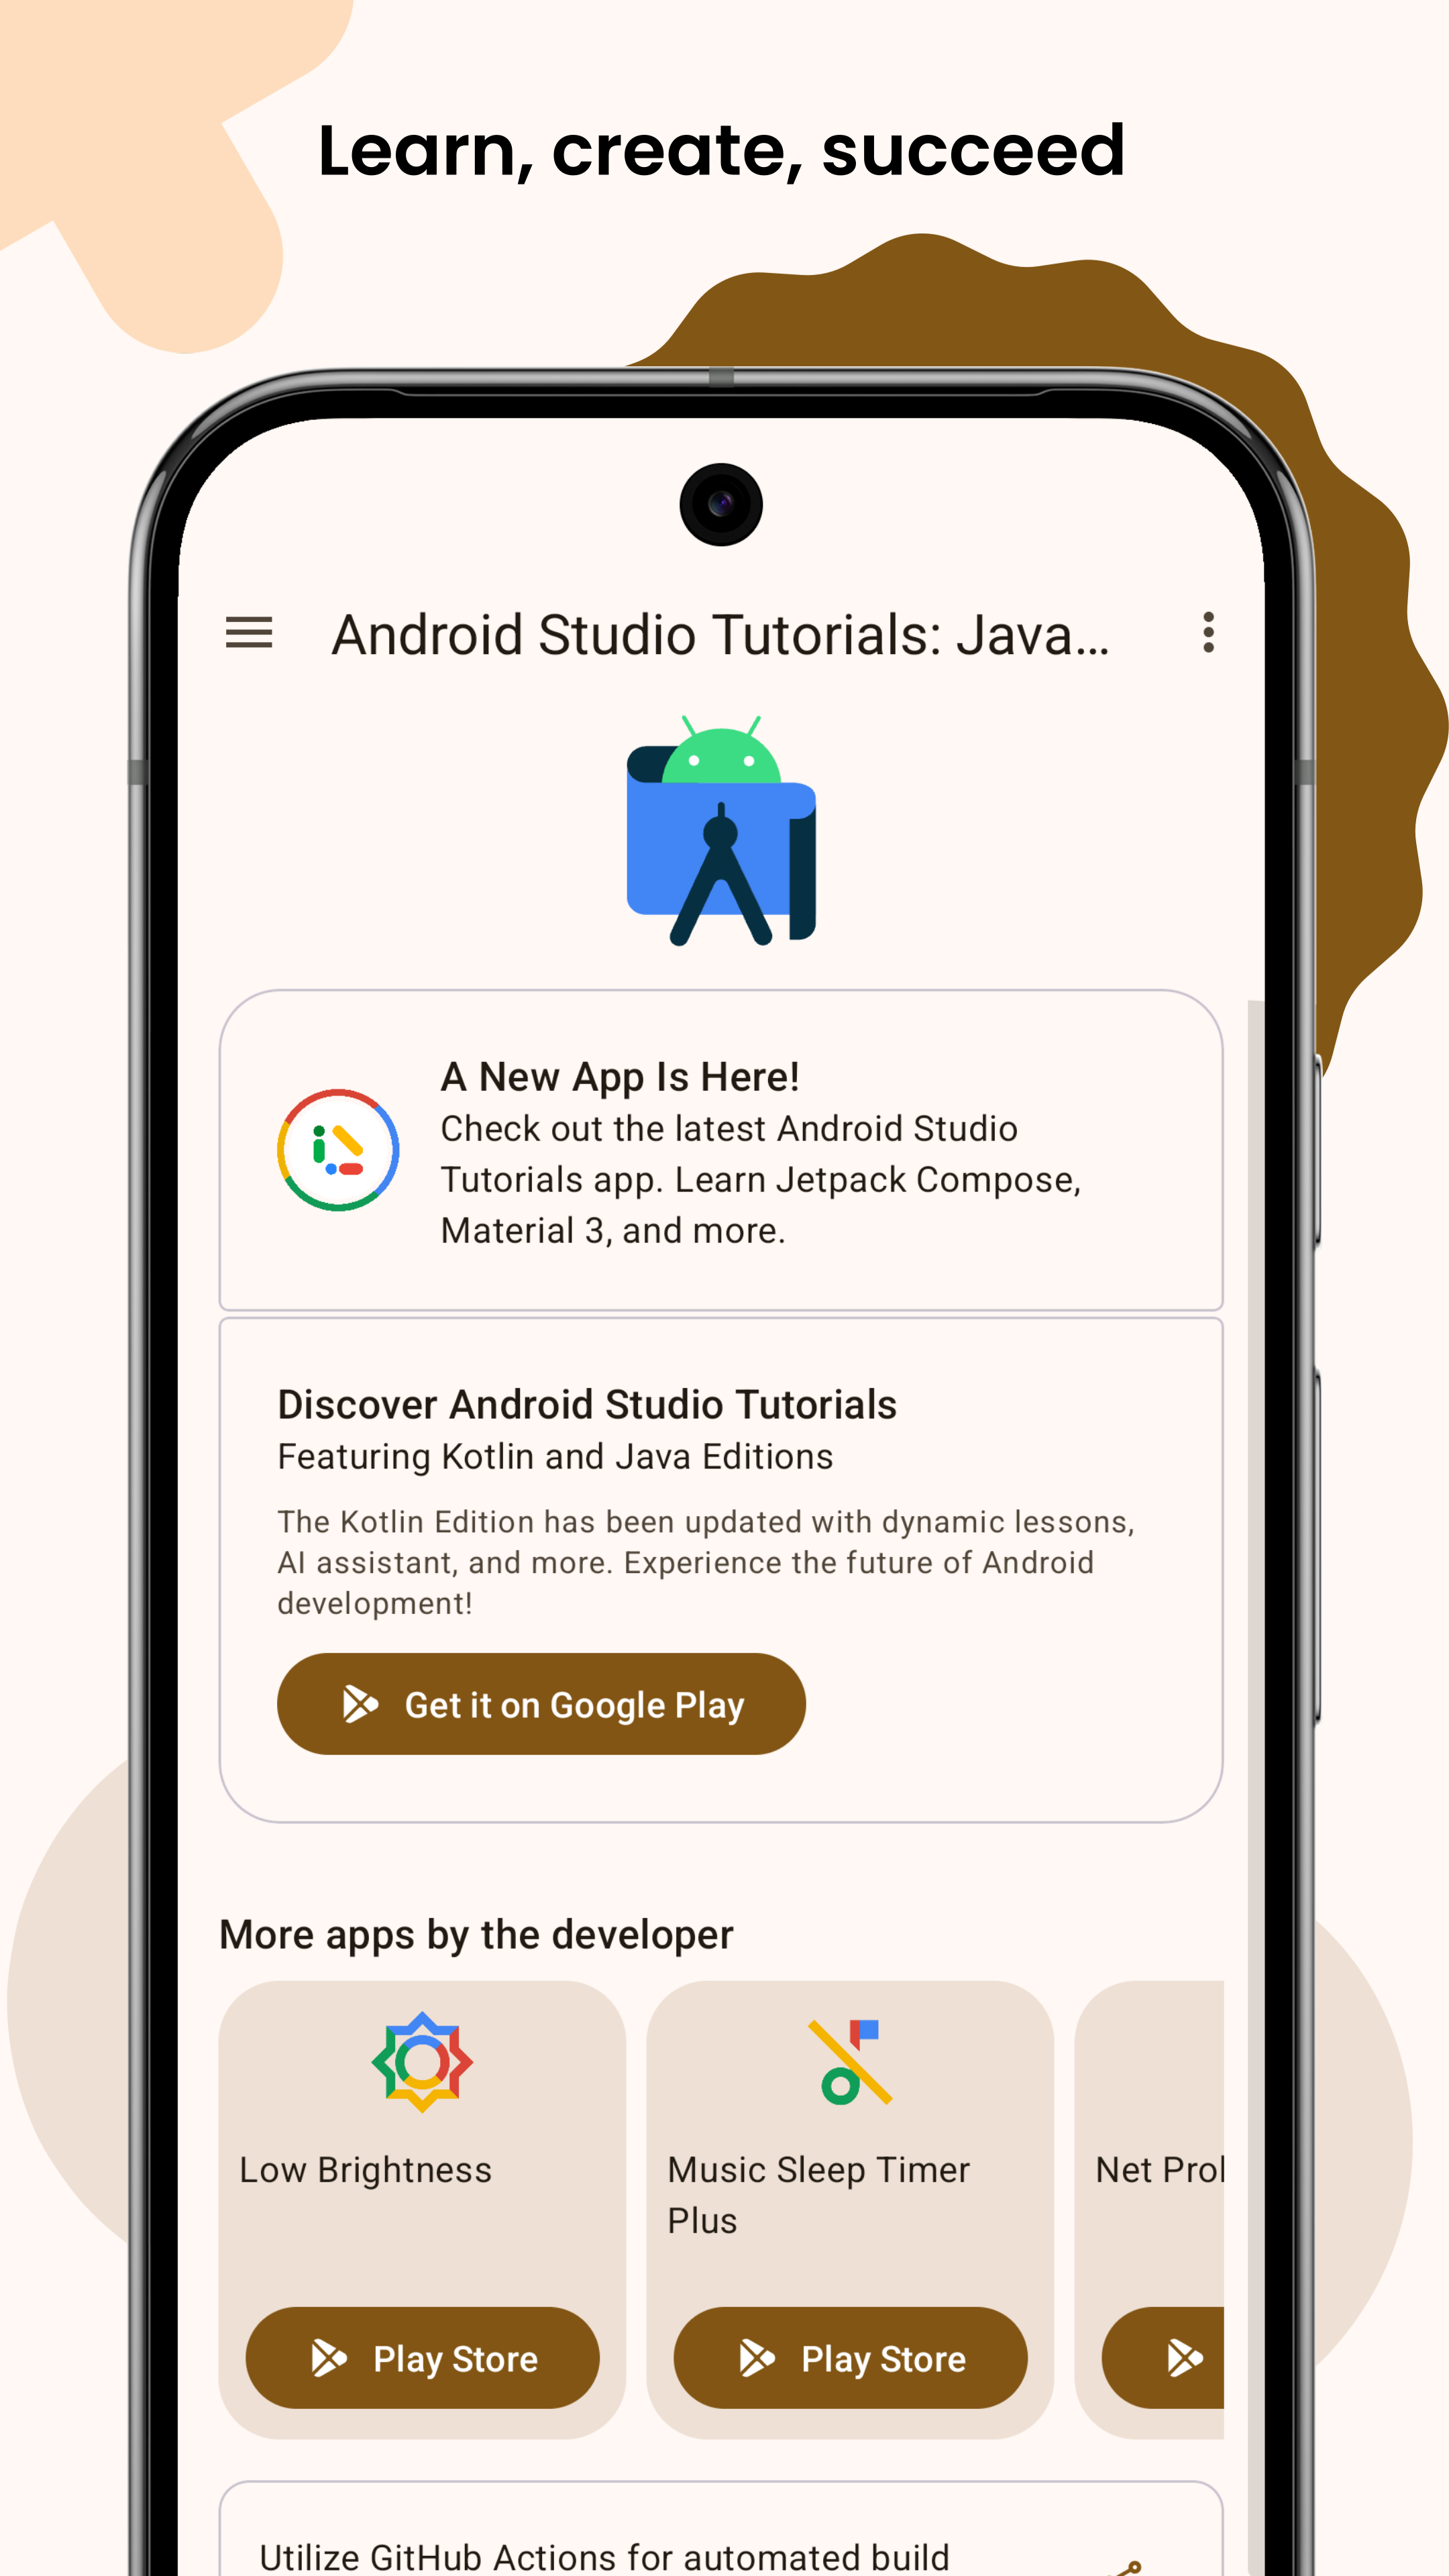 Learn, create, succeed
Android Studio Tutorials: Java...
A New App Is Here!
Check out the latest Android Studio
Tutorials app. Learn Jetpack Compose,
Material 3, and more.
Discover Android Studio Tutorials
Featuring Kotlin and Java Editions
The Kotlin Edition has been updated with dynamic lessons,
AI assistant, and more. Experience the future of Android
development!
Get it on Google Play
More apps by the developer
Low Brightness
Music Sleep Timer
Plus
Net
Play Store
Play Store
Utilize GitHub Actions for automated build